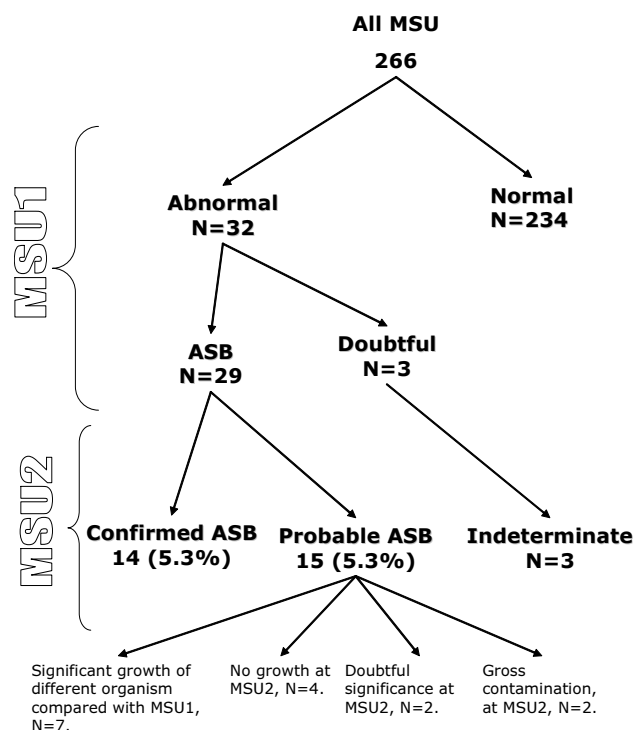 All MSU
266
MSU1
Abnormal
N=32
Normal
N=234
ASB
N=29
Doubtful
N=3
MSU2
Confirmed ASB
14 (5.3%)
Probable ASB
15 (5.3%)
Indeterminate
N=3
Significant growth of
different organism
compared with MSU1,
N=7.
No growth at
MSU2, N=4.
Doubtful
significance at
MSU2, N=2.
Gross
contamination,
at MSU2, N=2.